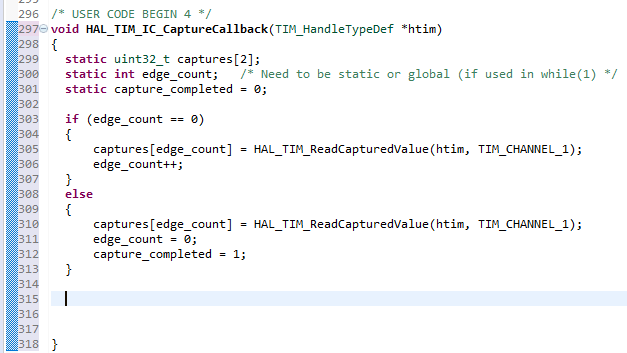 296 /* USER CODE BEGIN 4 */
297 void HAL_TIM_IC_CaptureCallback(TIM_HandleTypeDef *htim)
298 {
299 static uint32_t captures[2];
300 static int edge_count; /* Need to be static or global (if used in while(1) */
301 static capture_completed = 0;
302
303 if (edge_count == 0)
304 {
305 captures[edge_count] = HAL_TIM_ReadCapturedValue(htim, TIM_CHANNEL_1);
306 edge_count++;
307 }
308 else
309 {
310 captures[edge_count] = HAL_TIM_ReadCapturedValue(htim, TIM_CHANNEL_1);
311 edge_count = 0;
312 capture_completed = 1;
313 }
314
315
316
317
318 }